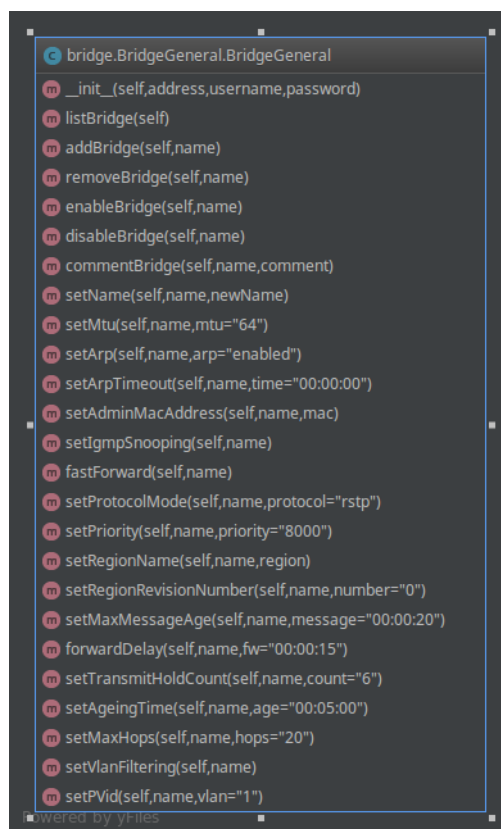 C bridge.BridgeGeneral.BridgeGeneral
m __init__(self,address,username,password)
m listBridge(self)
m addBridge(self,name)
m removeBridge(self,name)
m enableBridge(self,name)
m disableBridge(self,name)
m commentBridge(self,name,comment)
m setName(self,name,newName)
m setMtu(self,name,mtu="64")
m setArp(self,name,arp="enabled")
m setArpTimeout(self,name,time="00:00:00")
m setAdminMacAddress(self,name,mac)
m setIgmpSnooping(self,name)
m fastForward(self,name)
m setProtocolMode(self,name,protocol="rstp")
m setPriority(self,name,priority="8000")
m setRegionName(self,name,region)
m setRegionRevisionNumber(self,name,number="0")
m setMaxMessageAge(self,name,message="00:00:20")
m forwardDelay(self,name,fw="00:00:15")
m setTransmitHoldCount(self,name,count="6")
m setAgeingTime(self,name,age="00:05:00")
m setMaxHops(self,name,hops="20")
m setVlanFiltering(self,name)
m setPVid(self,name,vlan="1")
Powered by yFiles